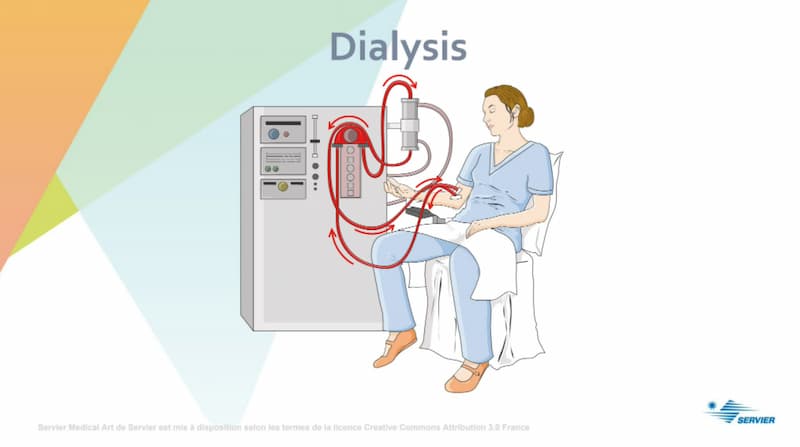 Dialysis
SERVIER
Servier Medical Art de Servier est mis à disposition selon les termes de la licence Creative Commons Attribution 3.0 France